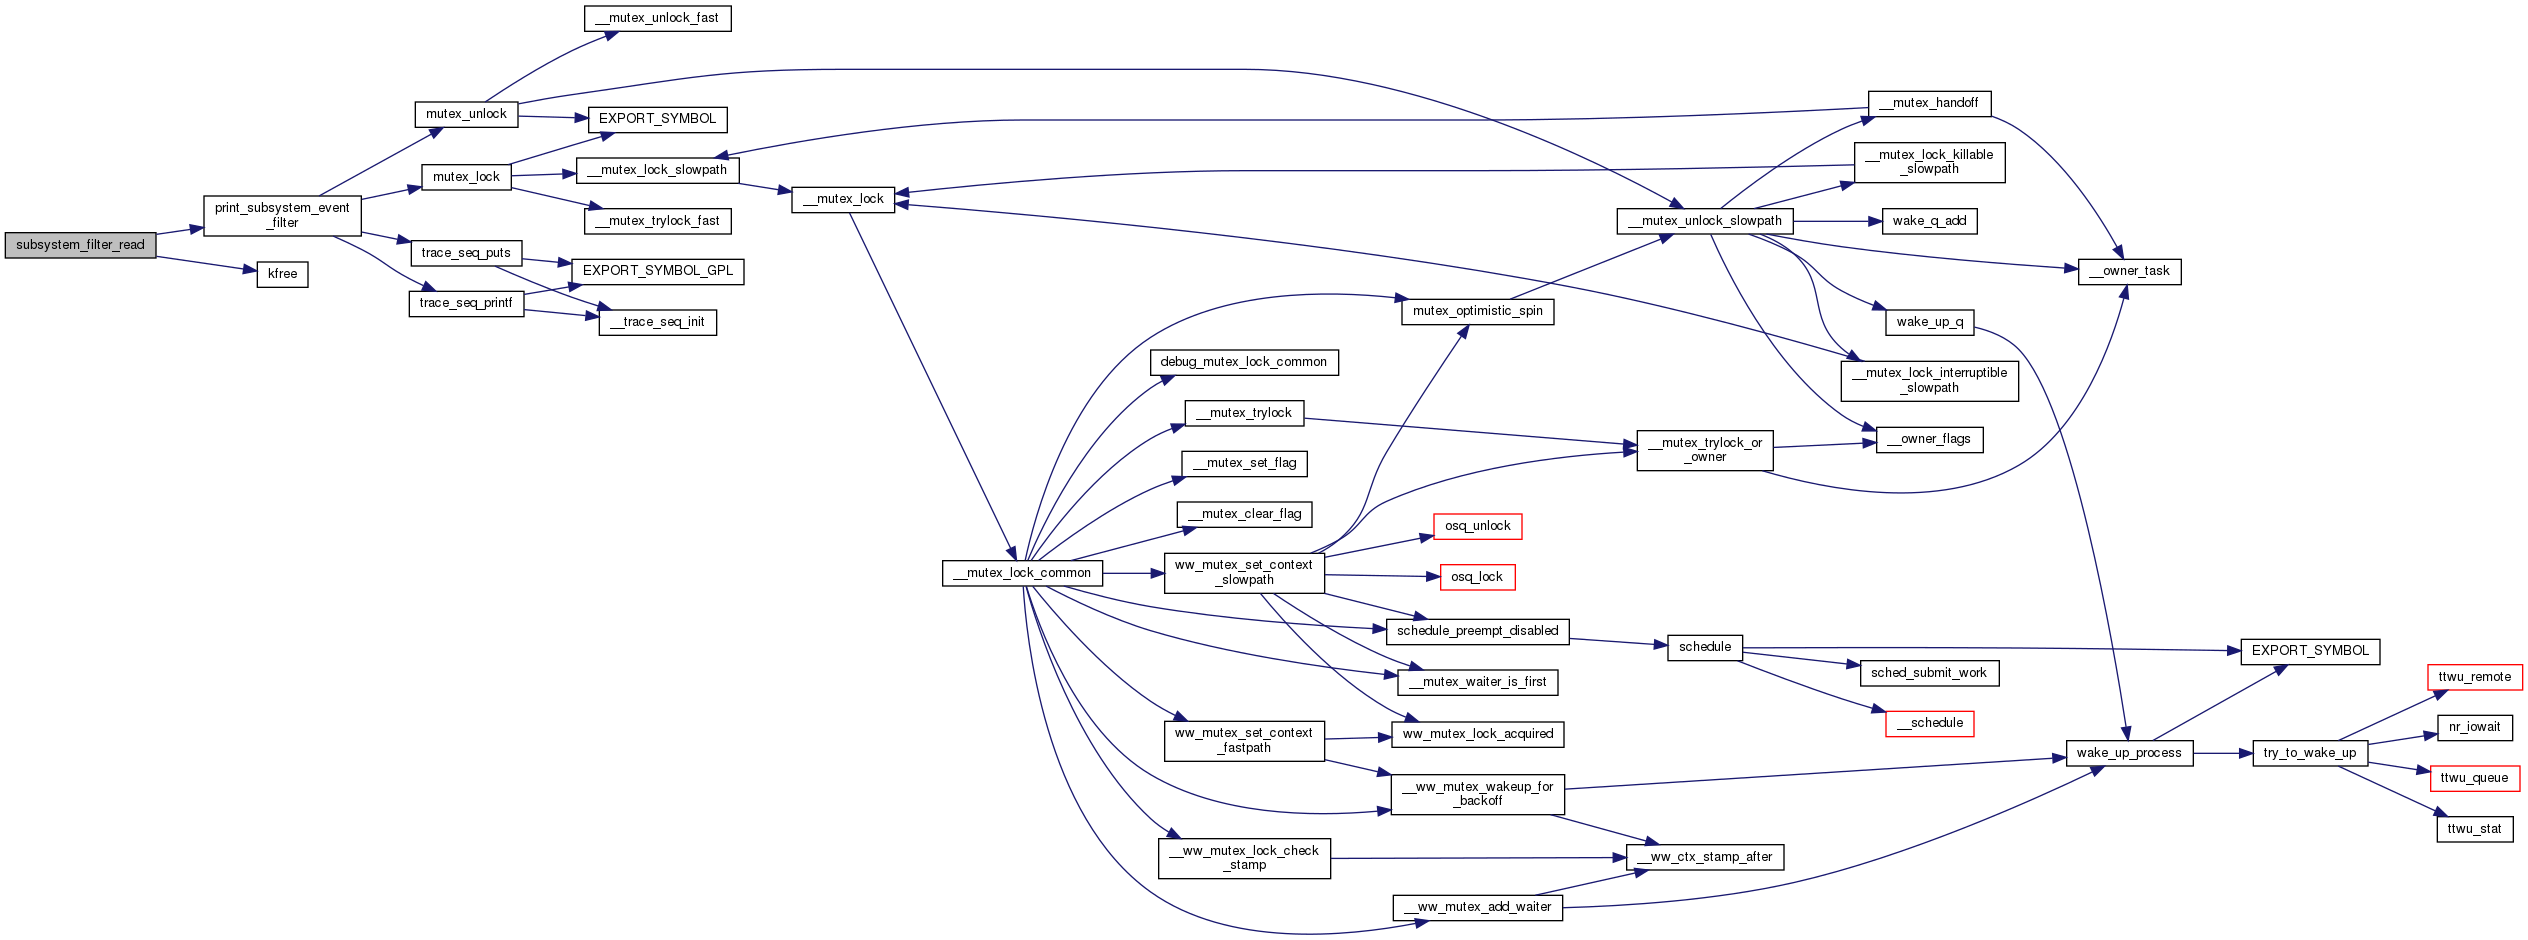 __mutex_unlock_fast
mutex_unlock
EXPORT_SYMBOL
__mutex_handoff
mutex_lock
__mutex_lock_slowpath
__mutex_lock_killable
_slowpath
__mutex_lock
print_subsystem_event
_filter
__mutex_trylock_fast
__mutex_unlock_slowpath
wake_q_add
subsystem_filter_read
trace_seq_puts
kfree
EXPORT_SYMBOL_GPL
__owner_task
trace_seq_printf
__trace_seq_init
mutex_optimistic_spin
wake_up_q
debug_mutex_lock_common
__mutex_lock_interruptible
_slowpath
__mutex_trylock
__mutex_trylock_or
_owner
__owner_flags
__mutex_set_flag
__mutex_clear_flag
osq_unlock
__mutex_lock_common
ww_mutex_set_context
_slowpath
osq_lock
schedule_preempt_disabled
schedule
EXPORT_SYMBOL
sched_submit_work
__mutex_waiter_is_first
ttwu_remote
ww_mutex_set_context
_fastpath
ww_mutex_lock_acquired
__schedule
nr_iowait
wake_up_process
try_to_wake_up
ttwu_queue
__ww_mutex_wakeup_for
_backoff
ttwu_stat
__ww_mutex_lock_check
_stamp
__ww_ctx_stamp_after
__ww_mutex_add_waiter